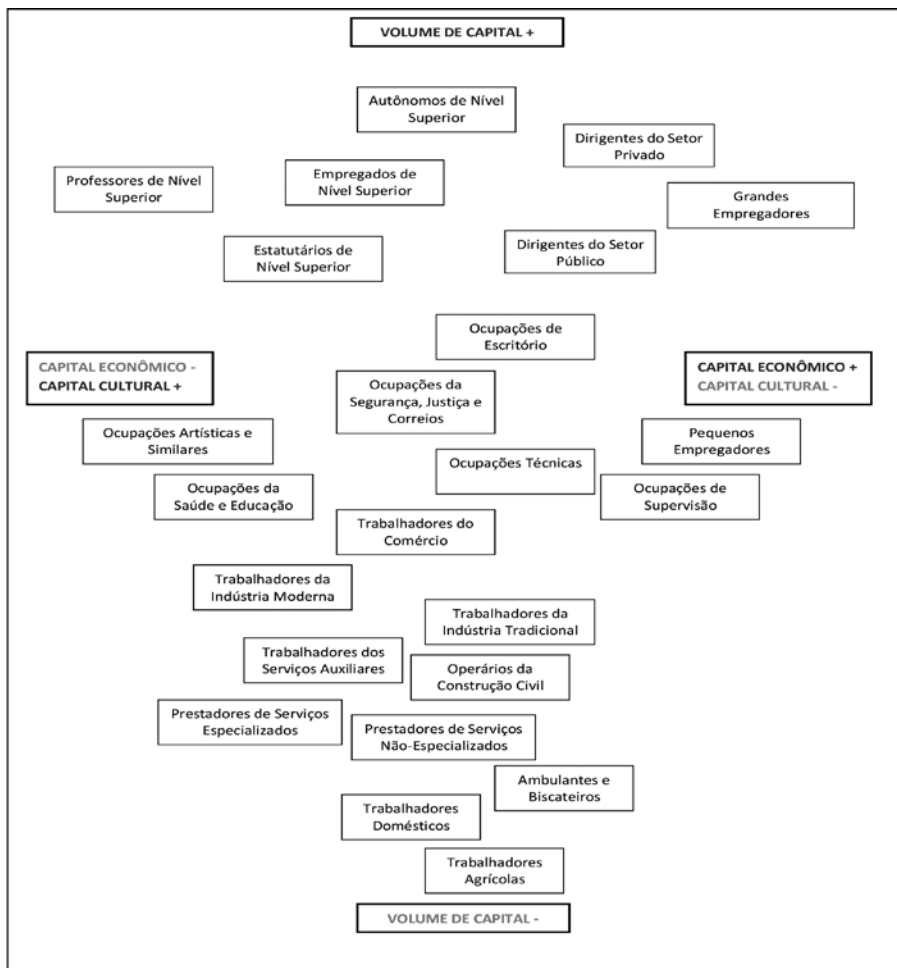 VOLUME DE CAPITAL +
Autônomos de Nível
Superior
Dirigentes do Setor
Privado
Professores de Nível
Superior
Empregados de
Nível Superior
Grandes
Empregadores
Estatutários de
Nível Superior
Dirigentes do Setor
Público
Ocupações de
Escritório
CAPITAL ECONÔMICO -
CAPITAL CULTURAL +
CAPITAL ECONÔMICO +
CAPITAL CULTURAL -
Ocupações da
Segurança, Justiça e
Correios
Ocupações Artísticas e
Similares
Pequenos
Empregadores
Ocupações Técnicas
Ocupações da
Saúde e Educação
Ocupações de
Supervisão
Trabalhadores do
Comércio
Trabalhadores da
Indústria Moderna
Trabalhadores da
Indústria Tradicional
Trabalhadores dos
Serviços Auxiliares
Operários da
Construção Civil
Prestadores de Serviços
Especializados
Prestadores de Serviços
Não-Especializados
Ambulantes e
Biscateiros
Trabalhadores
Domésticos
Trabalhadores
Agrícolas
VOLUME DE CAPITAL -